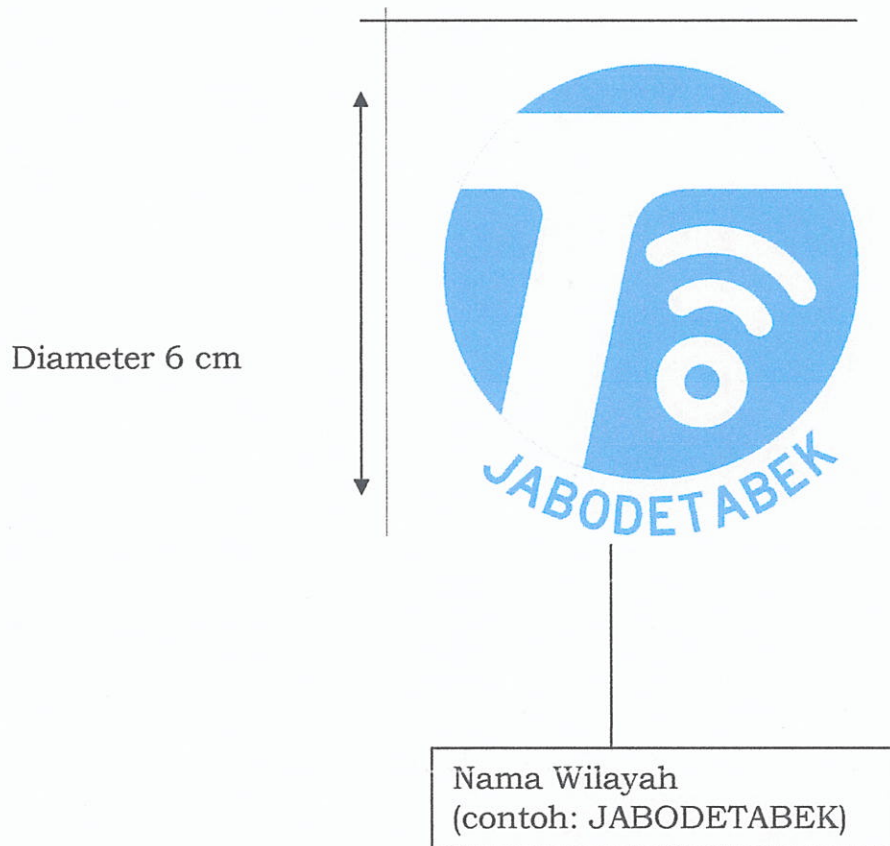 T
Diameter 6 cm
JABODETABEK
Nama Wilayah
(contoh: JABODETABEK)